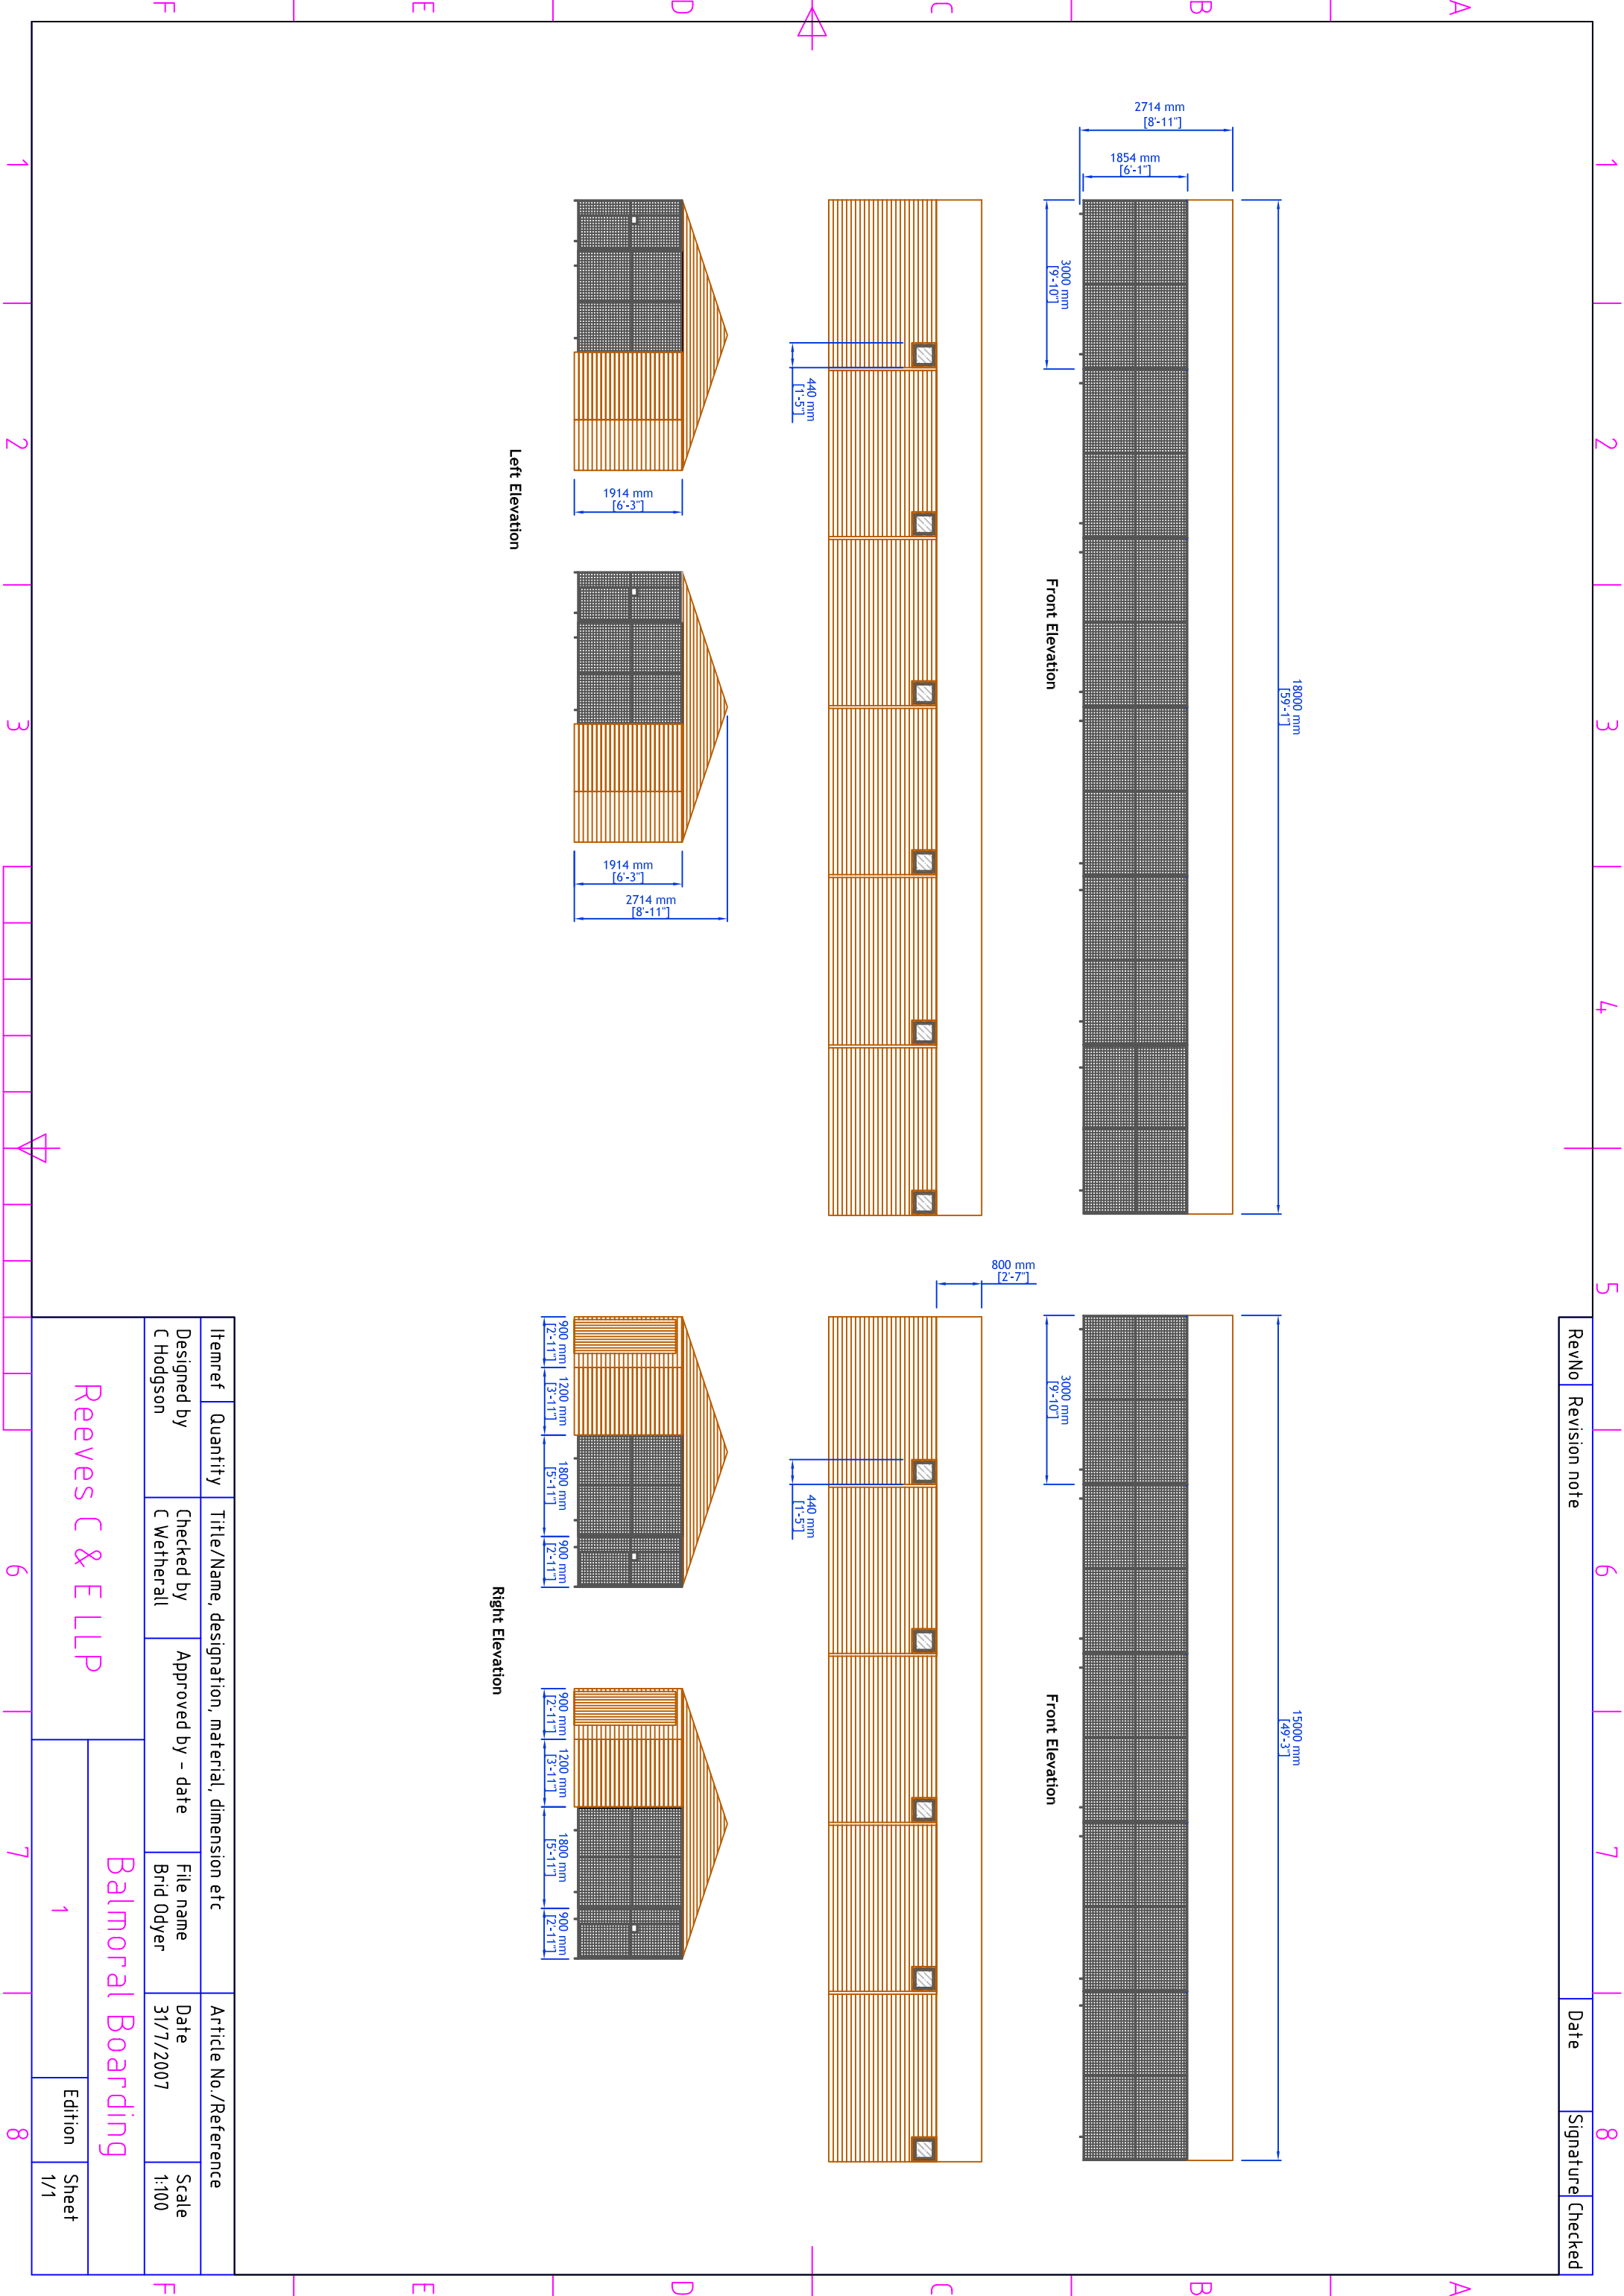 1
2
3
4
5
6
7
8
A
B
C
D
E
F
RevNo
Revision note
Date
Signature
Checked
18000 mm
[59'-1"]
15000 mm
[49'-3"]
2714 mm
[8'-11"]
1854 mm
[6'-1"]
3000 mm
[9'-10"]
3000 mm
[9'-10"]
Front Elevation
Front Elevation
800 mm
[2'-7"]
440 mm
[1'-5"]
440 mm
[1'-5"]
1914 mm
[6'-3"]
1914 mm
[6'-3"]
2714 mm
[8'-11"]
900 mm
[2'-11"]
1200 mm
[3'-11"]
1800 mm
[5'-11"]
900 mm
[2'-11"]
900 mm
[2'-11"]
1200 mm
[3'-11"]
1800 mm
[5'-11"]
900 mm
[2'-11"]
Left Elevation
Right Elevation
Itemref
Quantity
Title/Name, designation, material, dimension etc
Article No./Reference
Designed by
C Hodgson
Checked by
C Wetherall
Approved by - date
File name
Brid Odyer
Date
31/7/2007
Scale
1:100
Reeves C & E LLP
Balmoral Boarding
1
Edition
Sheet
1/1
1
2
3
6
7
8
A
B
C
D
E
F